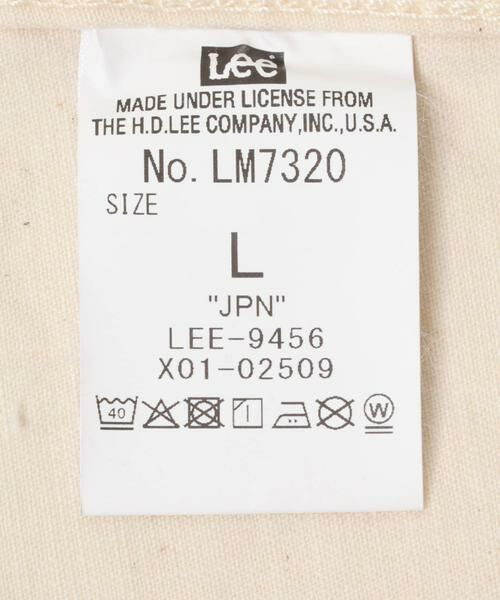 Lee
MADE UNDER LICENSE FROM
THE H.D.LEE COMPANY,INC.,U.S.A.
No. LM7320
SIZE
L
"JPN"
LEE-9456
X01-02509
40 W